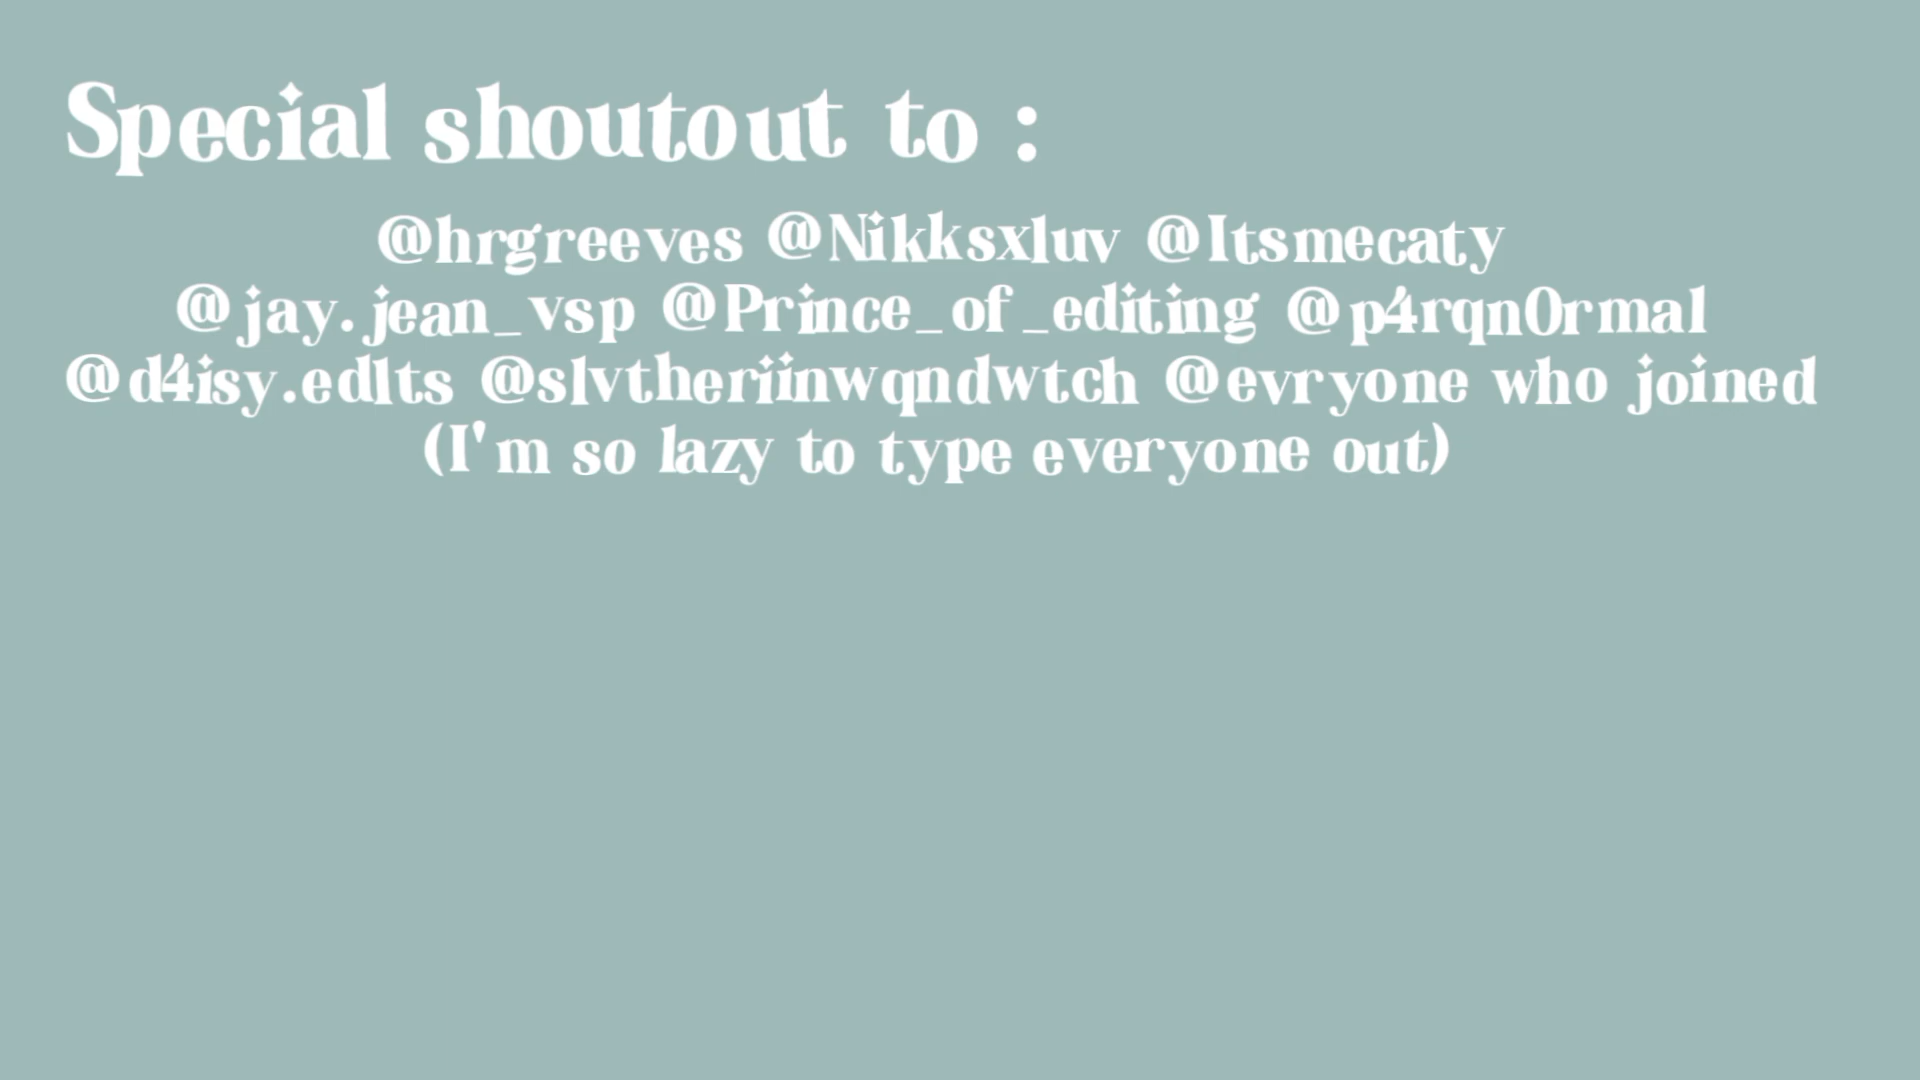 Special shoutout to :
@hrgreeves @Nikksxluv @Itsmecaty
@jay.jean_vsp @Prince_of_editing @p4rqn0rmal
@d4isy.edlts @slvtheriinwqndwtch @evryone who joined
(I'm so lazy to type everyone out)